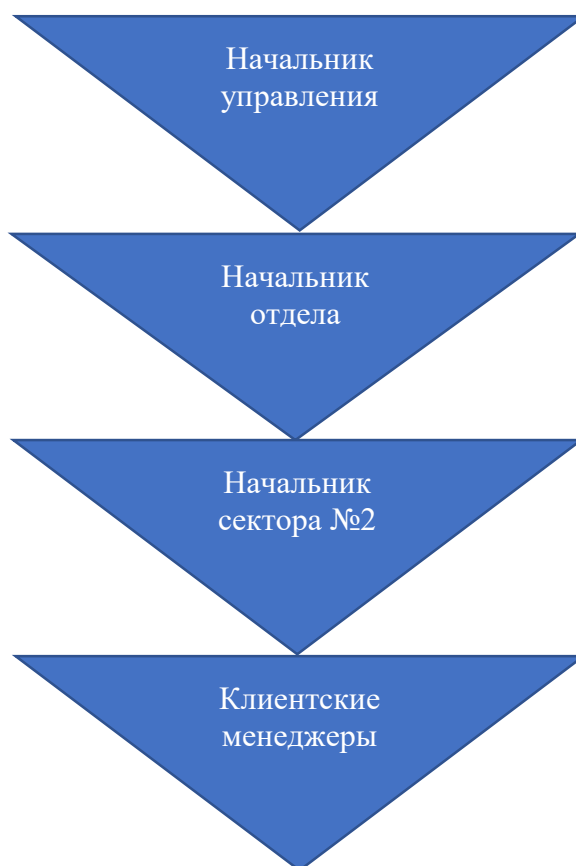 Начальник
управления
Начальник
отдела
Начальник
сектора №2
Клиентские
менеджеры